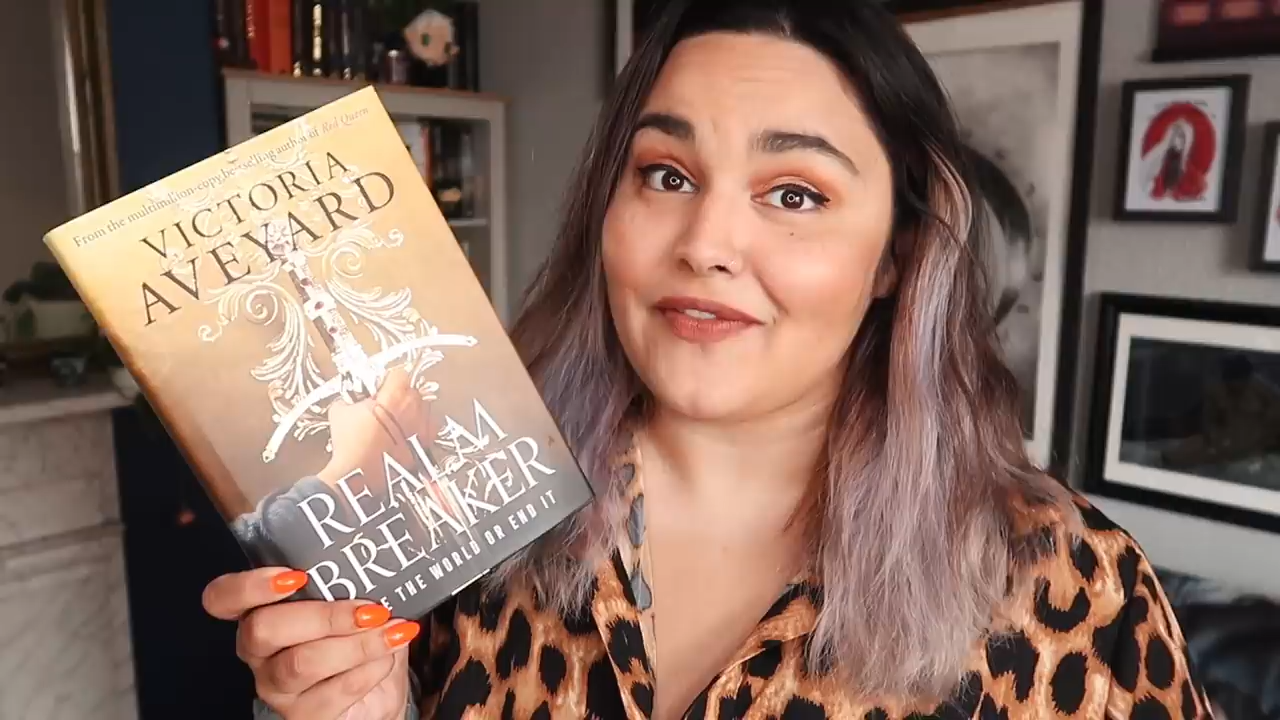 From the multimillion-copy bestselling author of Red Queen
VICTORIA
AVEYARD
REALM
BREAKER
THE WORLD OR END IT